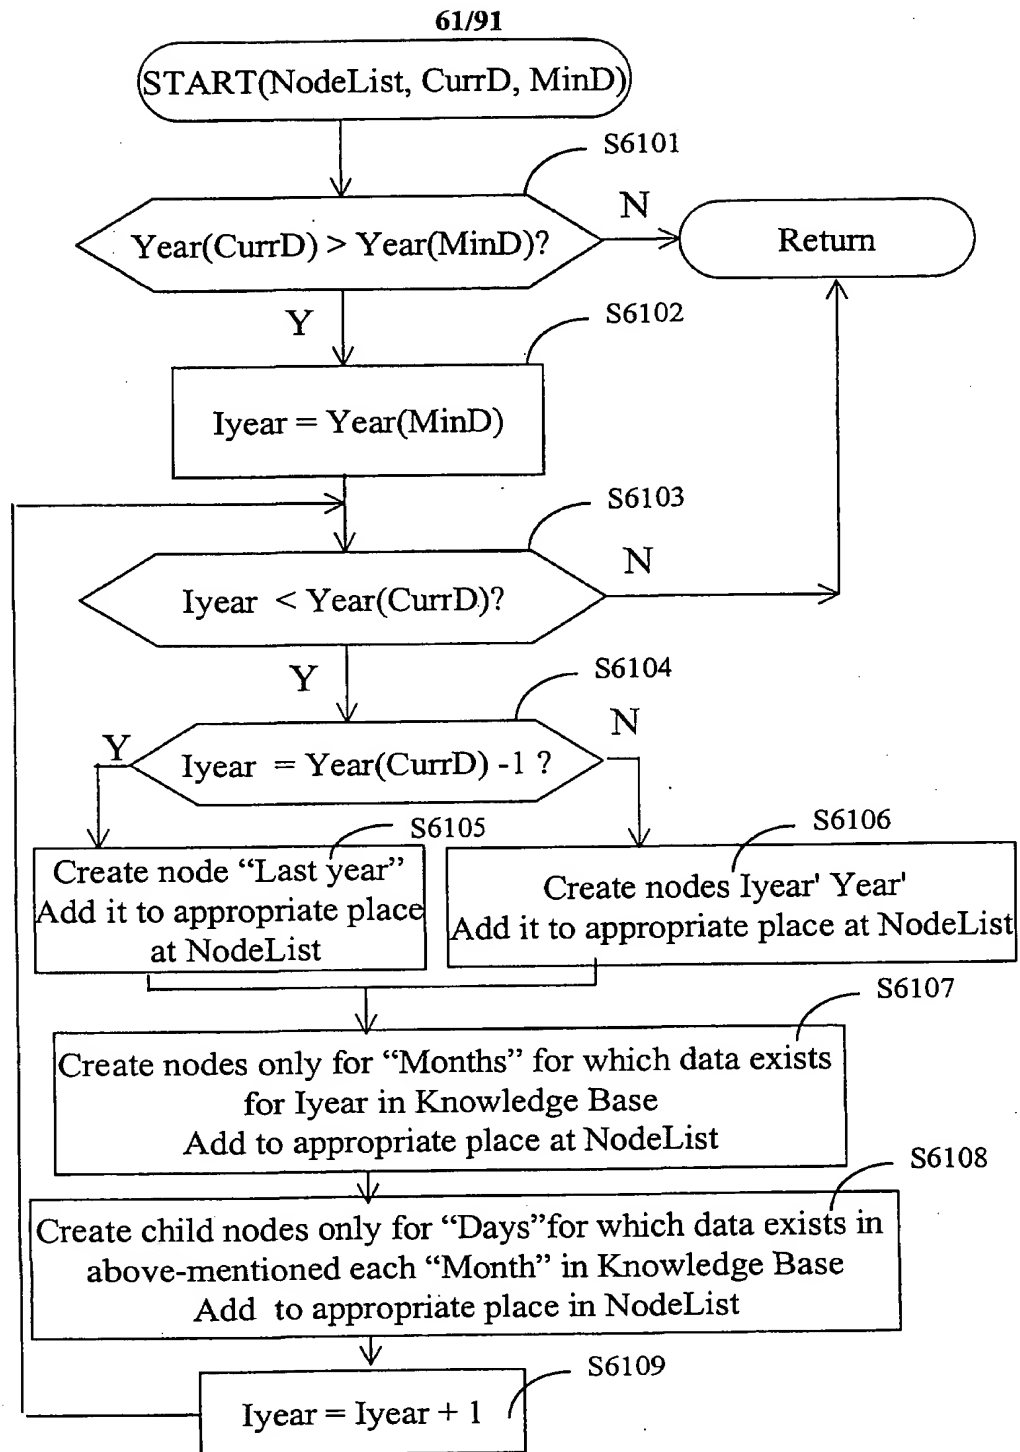 61/91
START(NodeList, CurrD, MinD)
S6101
Year(CurrD) > Year(MinD)?
N
Return
Y
S6102
Iyear = Year(MinD)
S6103
Iyear < Year(CurrD)?
N
Y
S6104
Iyear = Year(CurrD) -1 ?
Y
N
S6105
Create node “Last year”
Add it to appropriate place
at NodeList
S6106
Create nodes Iyear' Year'
Add it to appropriate place at NodeList
S6107
Create nodes only for “Months” for which data exists
for Iyear in Knowledge Base
Add to appropriate place at NodeList
S6108
Create child nodes only for “Days”for which data exists in
above-mentioned each “Month” in Knowledge Base
Add to appropriate place in NodeList
S6109
Iyear = Iyear + 1